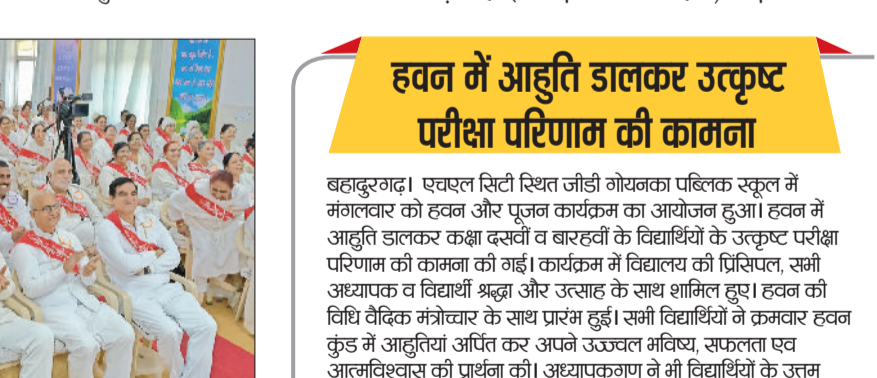 हवन में आहुति डालकर उत्कृष्ट
परीक्षा परिणाम की कामना
बहादुरगढ़। एचएल सिटी स्थित जीडी गोयनका पब्लिक स्कूल में
मंगलवार को हवन और पूजन कार्यक्रम का आयोजन हुआ। हवन में
आहुति डालकर कक्षा दसवीं व बारहवीं के विद्यार्थियों के उत्कृष्ट परीक्षा
परिणाम की कामना की गई। कार्यक्रम में विद्यालय की प्रिंसिपल, सभी
अध्यापक व विद्यार्थी श्रद्धा और उत्साह के साथ शामिल हुए। हवन की
विधि वैदिक मंत्रोच्चार के साथ प्रारंभ हुई। सभी विद्यार्थियों ने क्रमवार हवन
कुंड में आहुतियां अर्पित कर अपने उज्ज्वल भविष्य, सफलता एव
आत्मविश्वास की प्रार्थना की। अध्यापकगण ने भी विद्यार्थियों के उत्तम